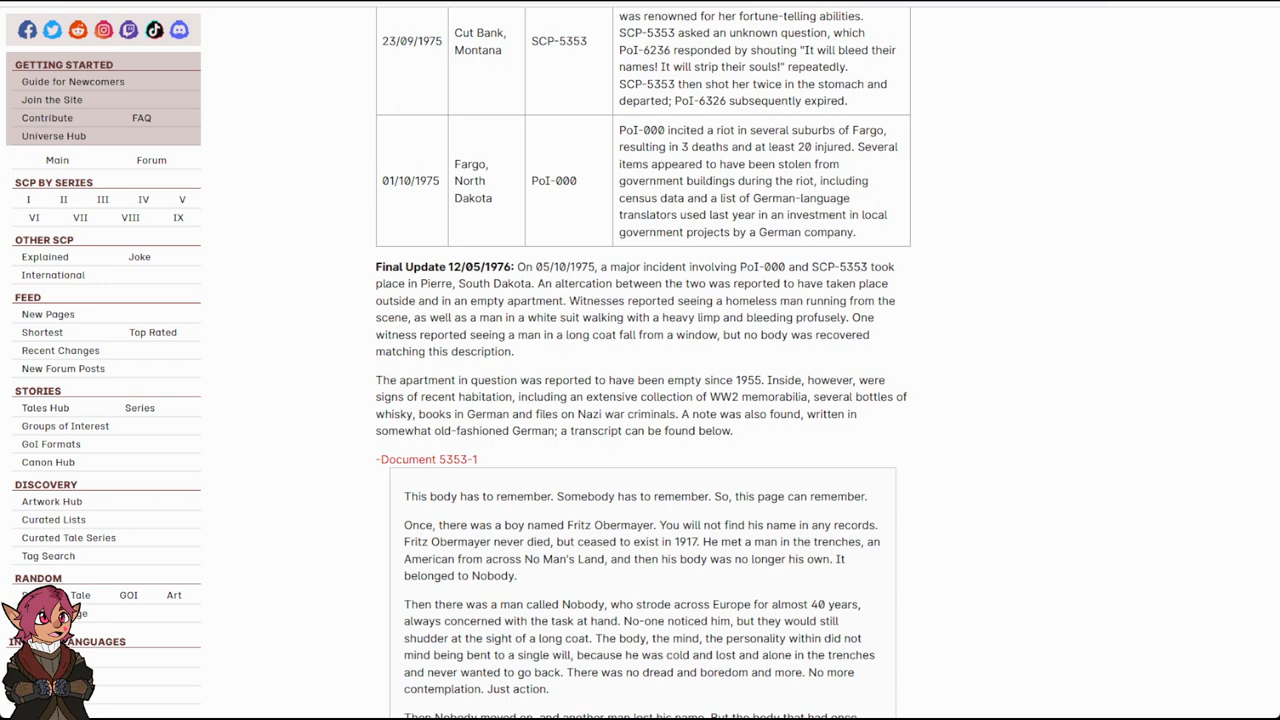 GETTING STARTED
Guide for Newcomers
Join the Site
Contribute FAQ
Universe Hub
Main Forum
SCP BY SERIES
I II III IV V
VI VII VIII IX
OTHER SCP
Explained Joke
International
FEED
New Pages
Shortest Top Rated
Recent Changes
New Forum Posts
STORIES
Tales Hub Series
Groups of Interest
GoI Formats
Canon Hub
DISCOVERY
Artwork Hub
Curated Lists
Curated Tale Series
Tag Search
RANDOM
Tale GOI Art
LANGUAGES
23/09/1975
Cut Bank,
Montana
SCP-5353
was renowned for her fortune-telling abilities.
SCP-5353 asked an unknown question, which
PoI-6236 responded by shouting "It will bleed their
names! It will strip their souls!" repeatedly.
SCP-5353 then shot her twice in the stomach and
departed; PoI-6326 subsequently expired.
01/10/1975
Fargo,
North
Dakota
PoI-000
PoI-000 incited a riot in several suburbs of Fargo,
resulting in 3 deaths and at least 20 injured. Several
items appeared to have been stolen from
government buildings during the riot, including
census data and a list of German-language
translators used last year in an investment in local
government projects by a German company.
Final Update 12/05/1976: On 05/10/1975, a major incident involving PoI-000 and SCP-5353 took
place in Pierre, South Dakota. An altercation between the two was reported to have taken place
outside and in an empty apartment. Witnesses reported seeing a homeless man running from the
scene, as well as a man in a white suit walking with a heavy limp and bleeding profusely. One
witness reported seeing a man in a long coat fall from a window, but no body was recovered
matching this description.
The apartment in question was reported to have been empty since 1955. Inside, however, were
signs of recent habitation, including an extensive collection of WW2 memorabilia, several bottles of
whisky, books in German and files on Nazi war criminals. A note was also found, written in
somewhat old-fashioned German; a transcript can be found below.
-Document 5353-1
This body has to remember. Somebody has to remember. So, this page can remember.
Once, there was a boy named Fritz Obermayer. You will not find his name in any records.
Fritz Obermayer never died, but ceased to exist in 1917. He met a man in the trenches, an
American from across No Man's Land, and then his body was no longer his own. It
belonged to Nobody.
Then there was a man called Nobody, who strode across Europe for almost 40 years,
always concerned with the task at hand. No-one noticed him, but they would still
shudder at the sight of a long coat. The body, the mind, the personality within did not
mind being bent to a single will, because he was cold and lost and alone in the trenches
and never wanted to go back. There was no dread and boredom and more. No more
contemplation. Just action.
Then Nobody moved on, and another man lost his name. But the body that had once